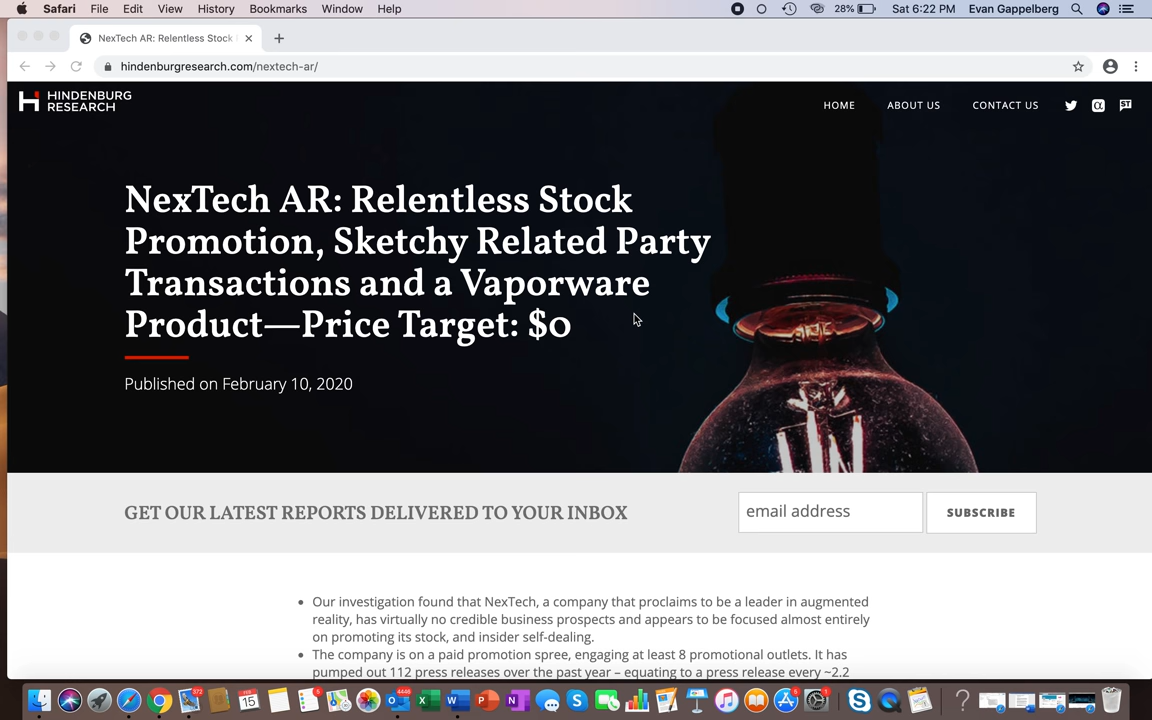 Safari File Edit View History Bookmarks Window Help 28% Sat 6:22 PM Evan Gappelberg
NexTech AR: Relentless Stock
hindenburgresearch.com/nextech-ar/
HINDENBURG
RESEARCH
HOME ABOUT US CONTACT US
NexTech AR: Relentless Stock
Promotion, Sketchy Related Party
Transactions and a Vaporware
Product—Price Target: $0
Published on February 10, 2020
GET OUR LATEST REPORTS DELIVERED TO YOUR INBOX
email address
SUBSCRIBE
• Our investigation found that NexTech, a company that proclaims to be a leader in augmented
reality, has virtually no credible business prospects and appears to be focused almost entirely
on promoting its stock, and insider self-dealing.
• The company is on a paid promotion spree, engaging at least 8 promotional outlets. It has
pumped out 112 press releases over the past year – equating to a press release every ~2.2